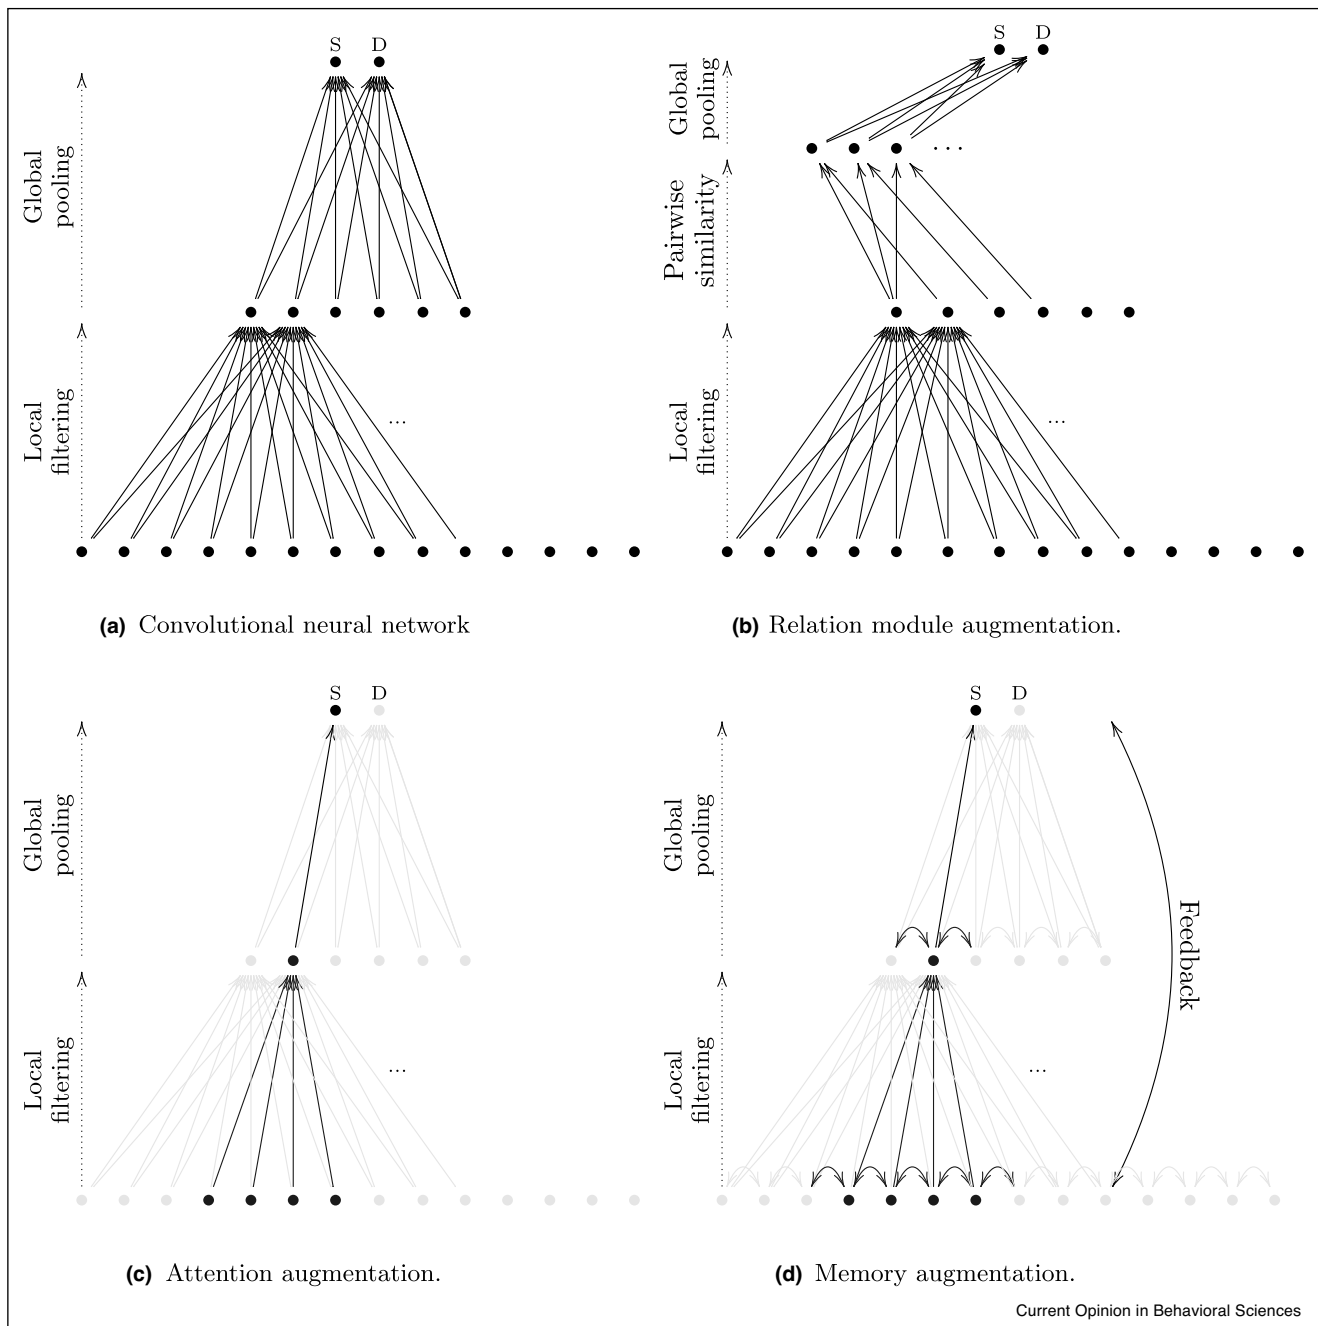 S D
Global
pooling
Local
filtering
...
(a) Convolutional neural network
S D
Global
pooling
Pairwise
similarity
Local
filtering
...
...
(b) Relation module augmentation.
S D
Global
pooling
Local
filtering
...
(c) Attention augmentation.
S D
Global
pooling
Local
filtering
...
Feedback
(d) Memory augmentation.
Current Opinion in Behavioral Sciences